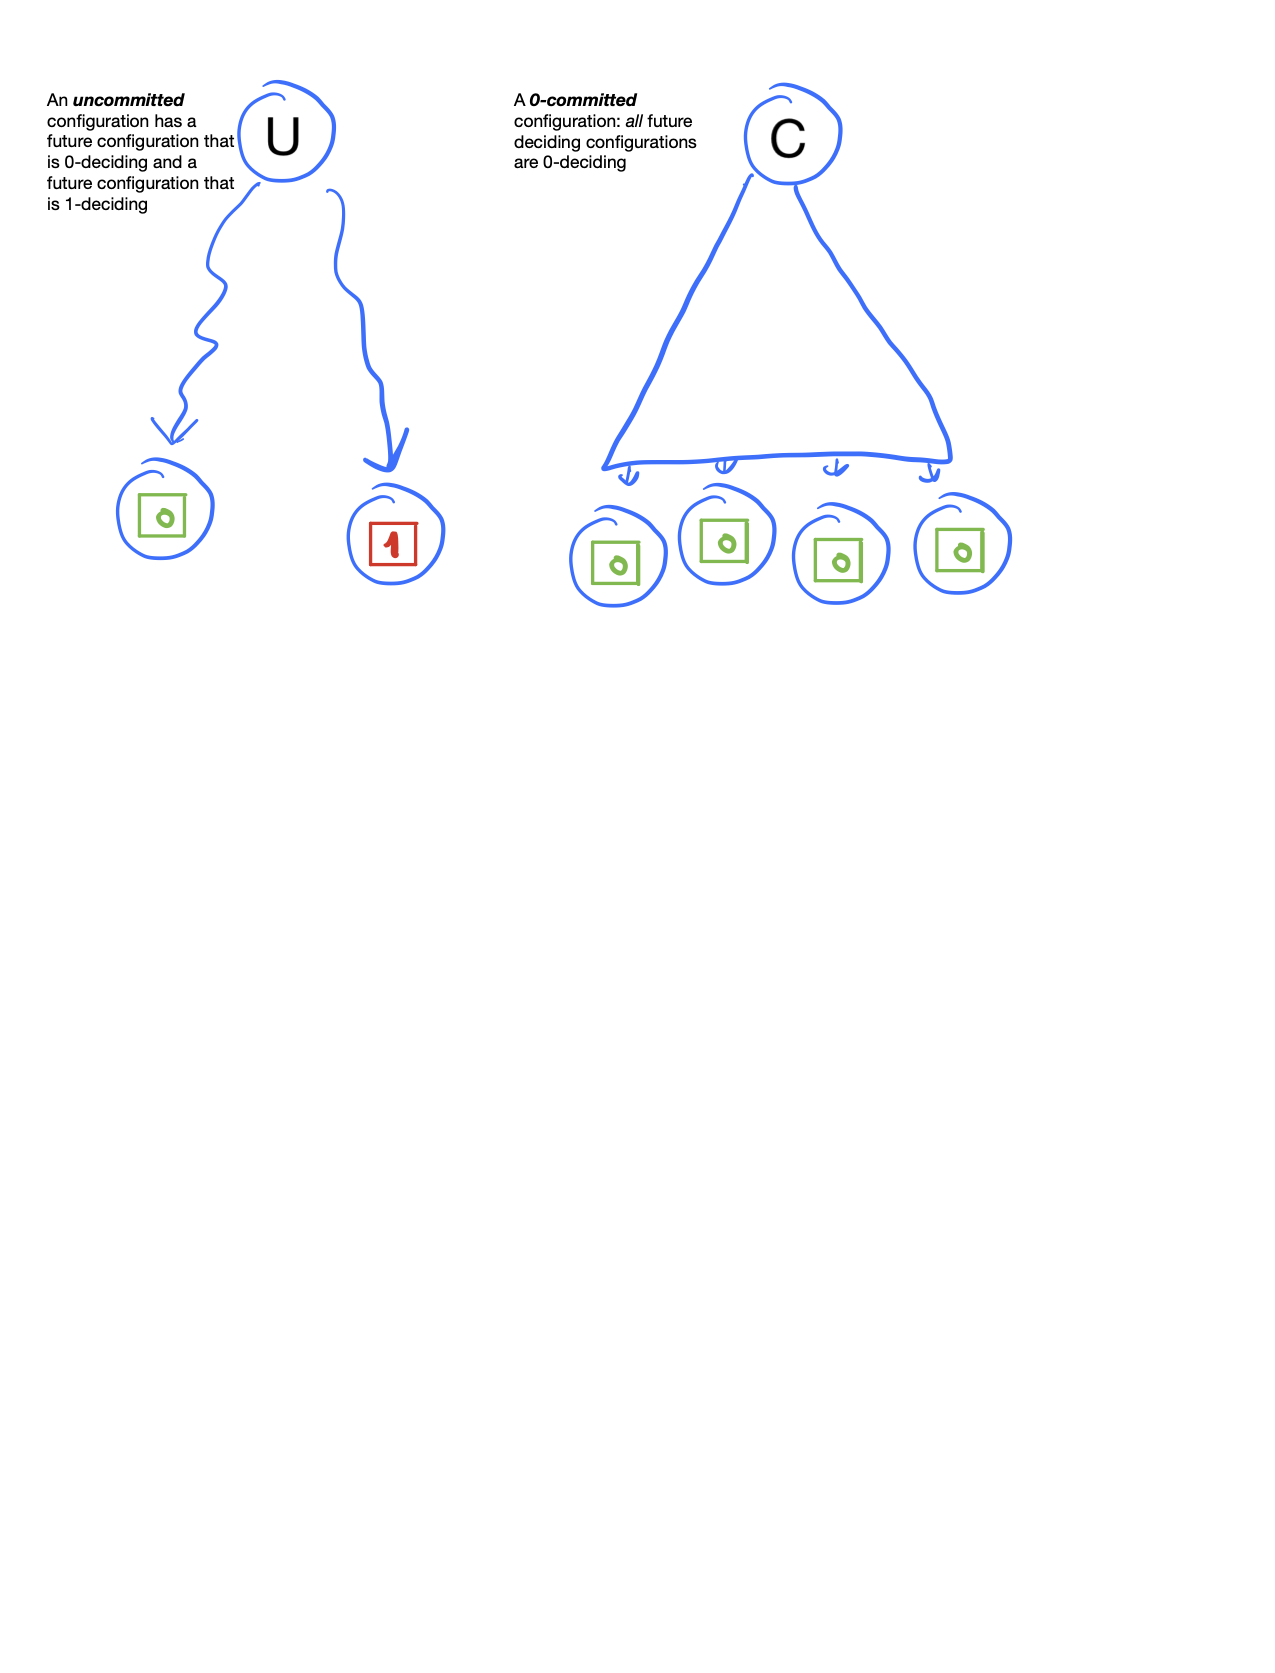 An uncommitted
configuration has a
future configuration that
is 0-deciding and a
future configuration that
is 1-deciding
U
0
1
A 0-committed
configuration: all future
deciding configurations
are 0-deciding
C
0
0
0
0